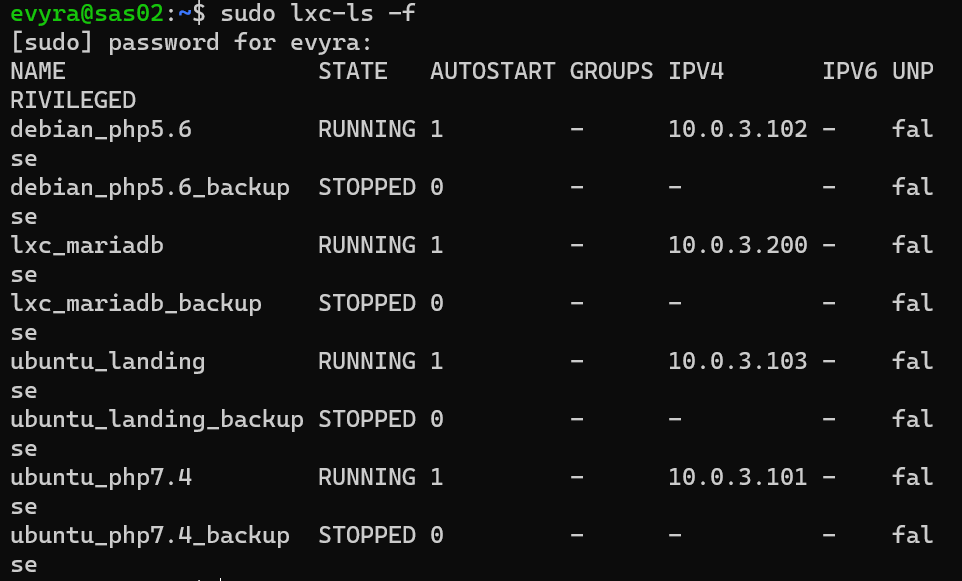 evyra@sas02:~$ sudo lxc-ls -f
[sudo] password for evyra:
NAME                  STATE   AUTOSTART GROUPS IPV4       IPV6 UNP
RIVILEGED
debian_php5.6         RUNNING 1         -      10.0.3.102 -    fal
se
debian_php5.6_backup  STOPPED 0         -      -          -    fal
se
lxc_mariadb           RUNNING 1         -      10.0.3.200 -    fal
se
lxc_mariadb_backup    STOPPED 0         -      -          -    fal
se
ubuntu_landing        RUNNING 1         -      10.0.3.103 -    fal
se
ubuntu_landing_backup STOPPED 0         -      -          -    fal
se
ubuntu_php7.4         RUNNING 1         -      10.0.3.101 -    fal
se
ubuntu_php7.4_backup  STOPPED 0         -      -          -    fal
se